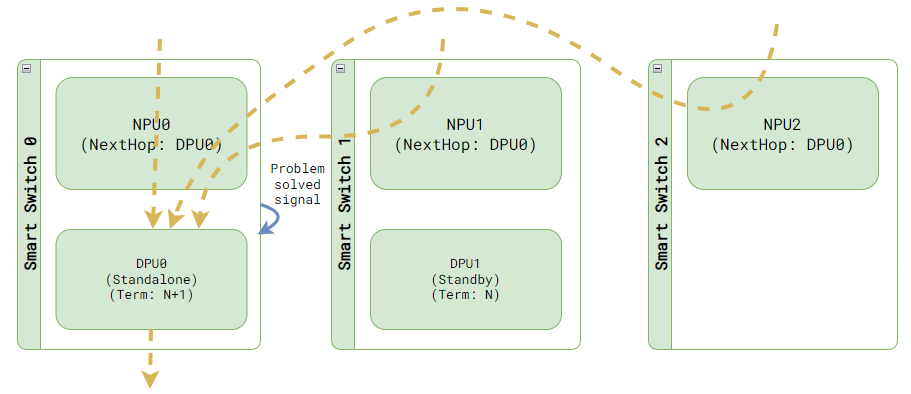 Smart Switch 0
NPU0
(NextHop: DPU0)
Problem
solved
signal
DPU0
(Standalone)
(Term: N+1)
Smart Switch 1
NPU1
(NextHop: DPU0)
DPU1
(Standby)
(Term: N)
Smart Switch 2
NPU2
(NextHop: DPU0)